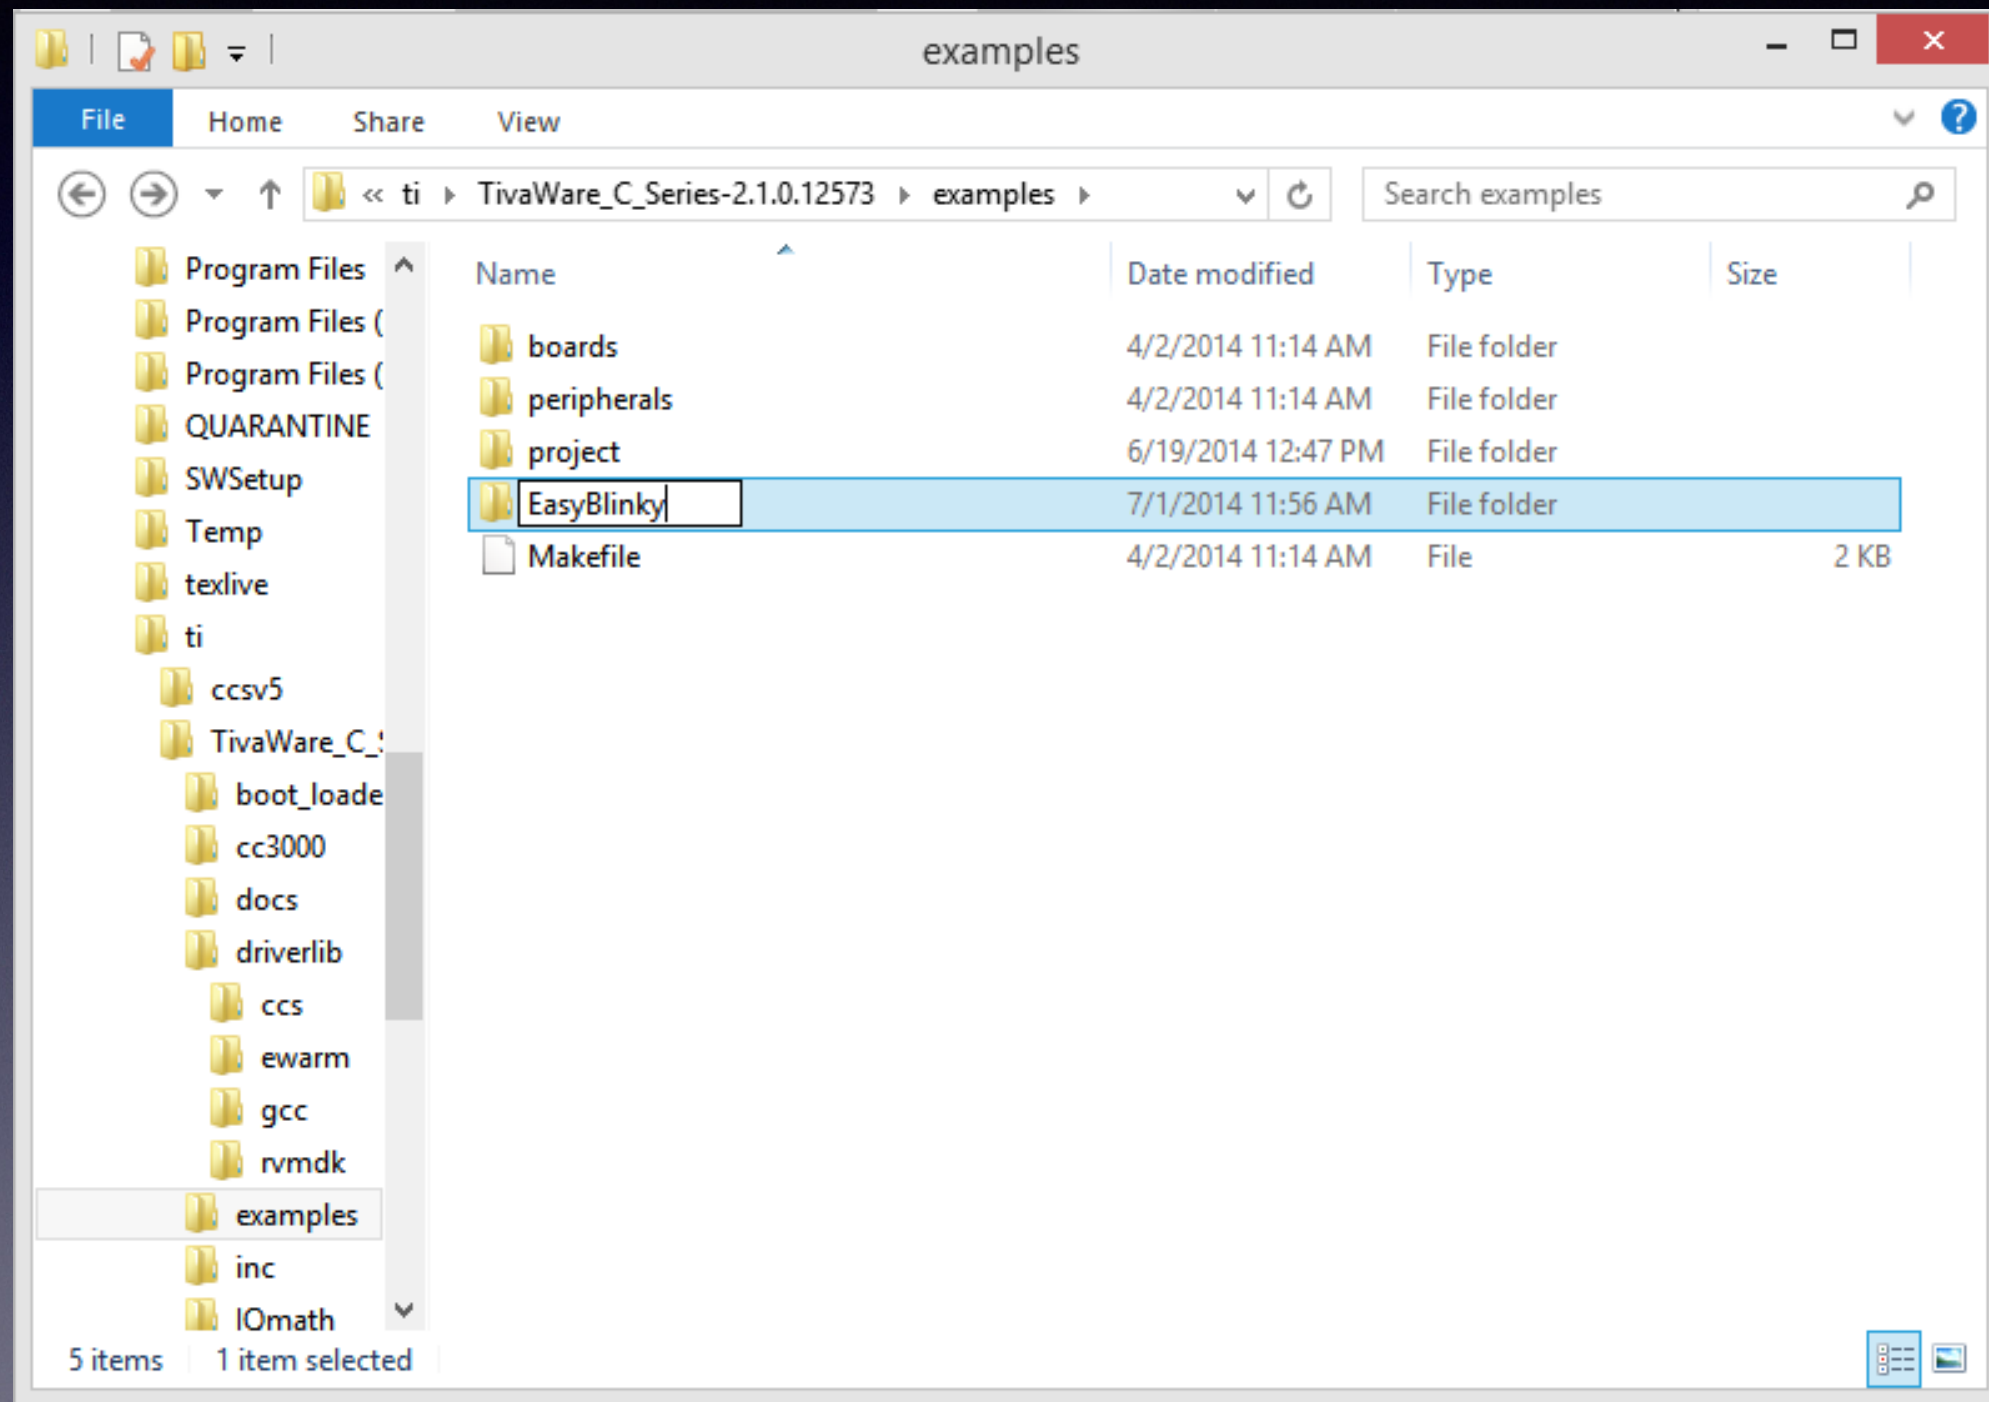 examples
File Home Share View
« ti TivaWare_C_Series-2.1.0.12573 examples Search examples
Program Files
Program Files (
Program Files (
QUARANTINE
SWSetup
Temp
texlive
ti
ccsv5
TivaWare_C_S
boot_loade
cc3000
docs
driverlib
ccs
ewarm
gcc
rvmdk
examples
inc
IQmath
Name Date modified Type Size
boards 4/2/2014 11:14 AM File folder
peripherals 4/2/2014 11:14 AM File folder
project 6/19/2014 12:47 PM File folder
EasyBlinky 7/1/2014 11:56 AM File folder
Makefile 4/2/2014 11:14 AM File 2 KB
5 items 1 item selected